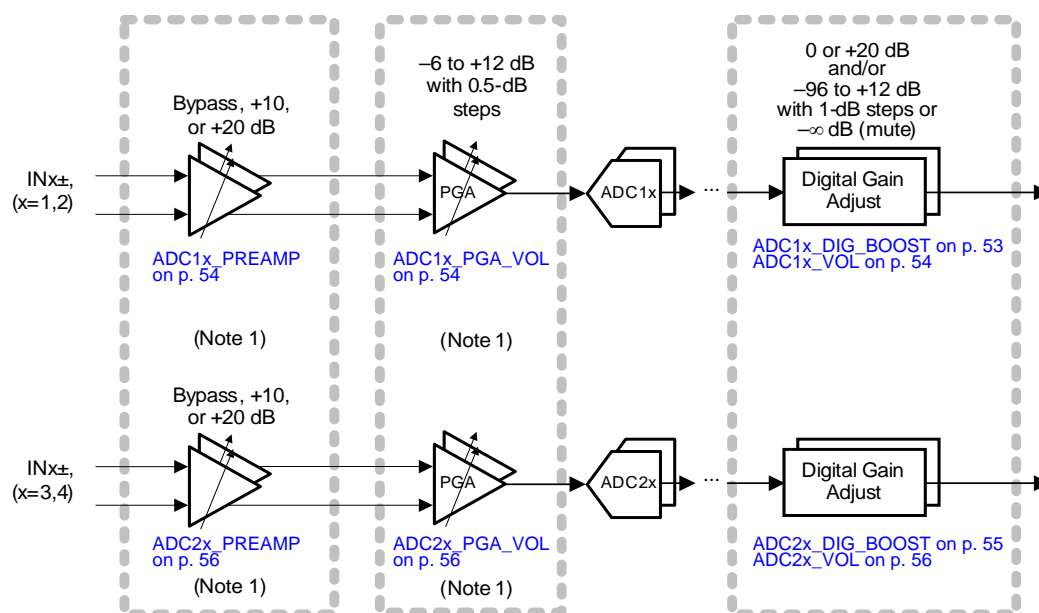 Bypass, +10,
or +20 dB
–6 to +12 dB
with 0.5-dB
steps
0 or +20 dB
and/or
–96 to +12 dB
with 1-dB steps or
–∞ dB (mute)
INx±,
(x=1,2)
PGA
ADC1x
...
Digital Gain
Adjust
ADC1x_PREAMP
on p. 54
ADC1x_PGA_VOL
on p. 54
ADC1x_DIG_BOOST on p. 53
ADC1x_VOL on p. 54
(Note 1)
(Note 1)
Bypass, +10,
or +20 dB
INx±,
(x=3,4)
PGA
ADC2x
...
Digital Gain
Adjust
ADC2x_PREAMP
on p. 56
ADC2x_PGA_VOL
on p. 56
ADC2x_DIG_BOOST on p. 55
ADC2x_VOL on p. 56
(Note 1)
(Note 1)